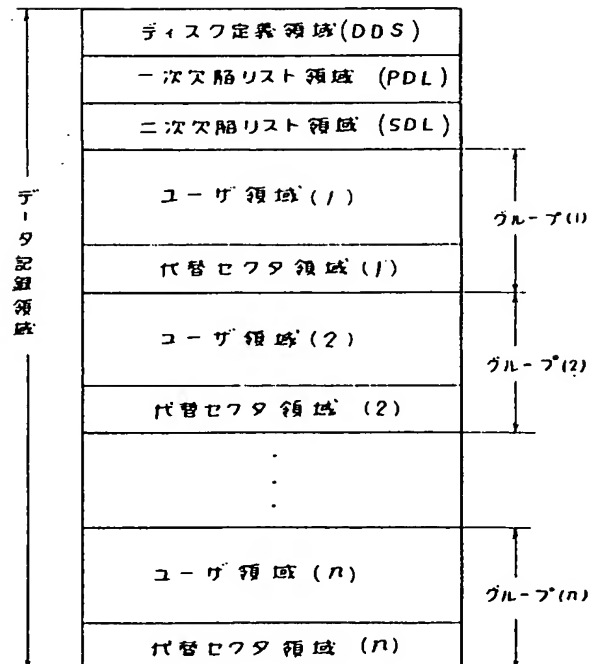 ディスク定義領域(DDS)
一次欠陥リスト領域 (PDL)
二次欠陥リスト領域 (SDL)
データ記録領域
ユーザ領域(1)
グループ(1)
代替セクタ領域(1)
ユーザ領域(2)
グループ(2)
代替セクタ領域 (2)
ユーザ領域 (n)
グループ(n)
代替セクタ領域 (n)